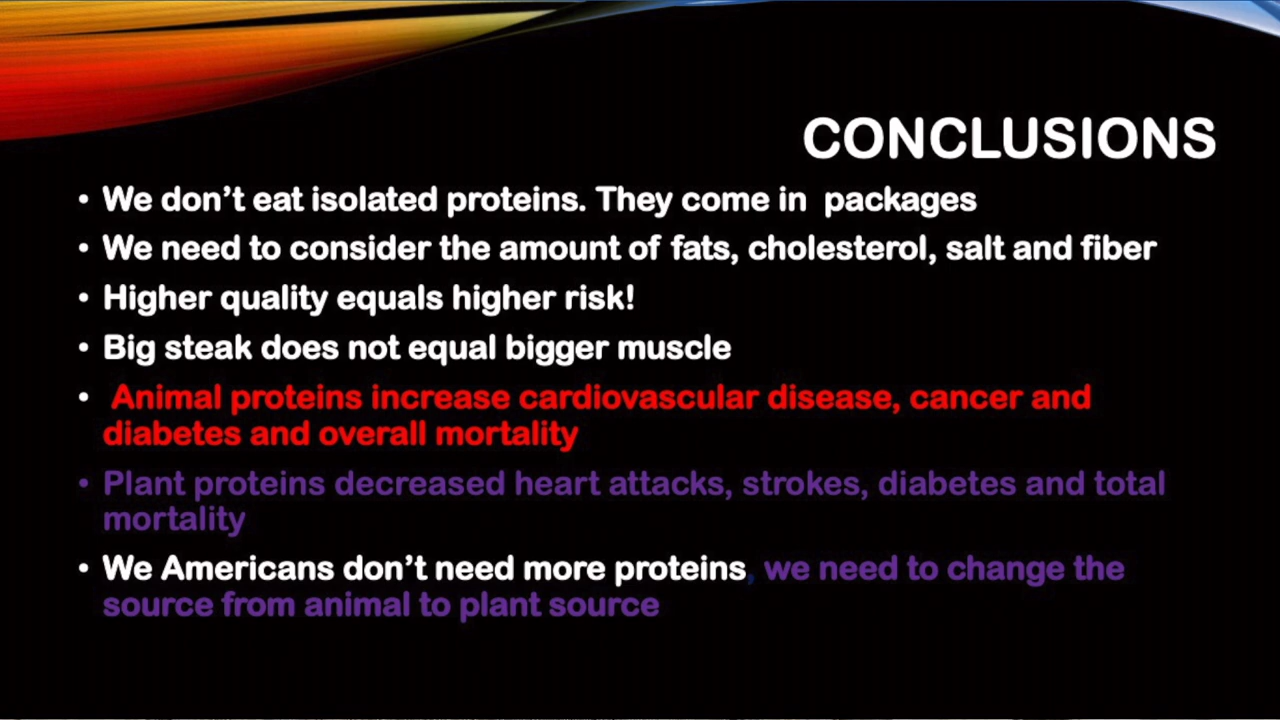 CONCLUSIONS
• We don’t eat isolated proteins. They come in packages
• We need to consider the amount of fats, cholesterol, salt and fiber
• Higher quality equals higher risk!
• Big steak does not equal bigger muscle
• Animal proteins increase cardiovascular disease, cancer and
diabetes and overall mortality
• Plant proteins decreased heart attacks, strokes, diabetes and total
mortality
• We Americans don’t need more proteins, we need to change the
source from animal to plant source